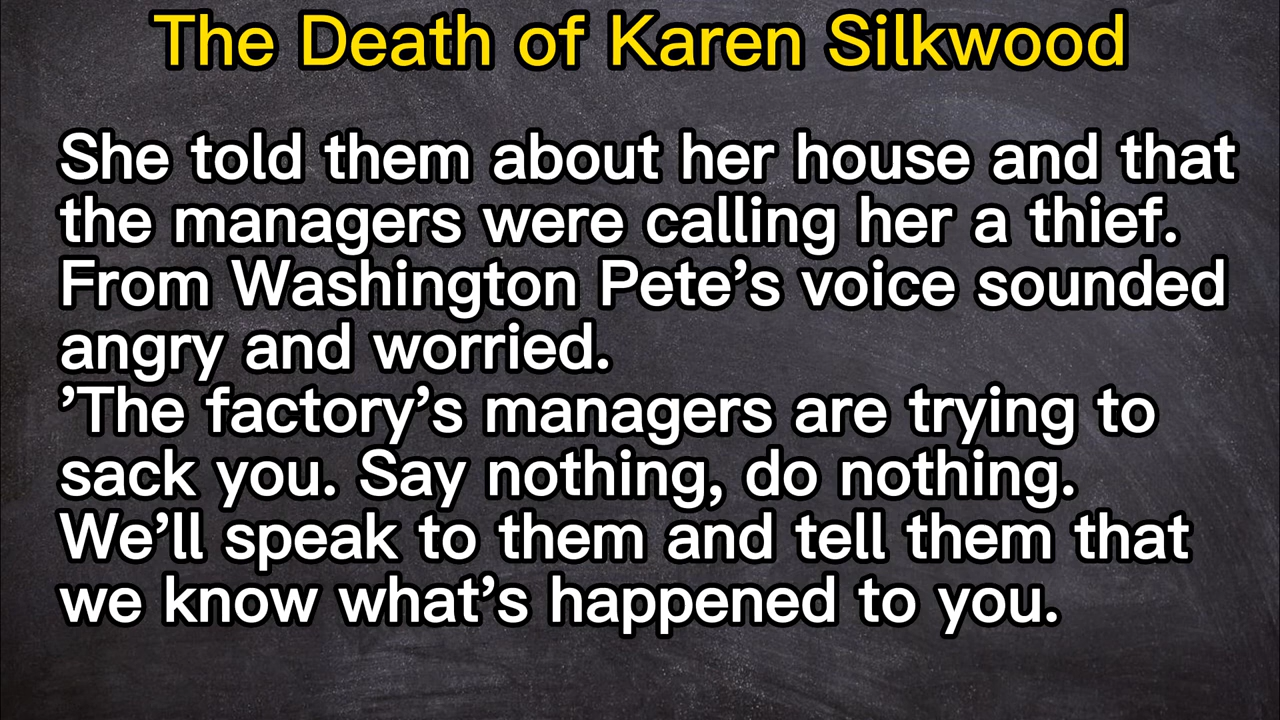 The Death of Karen Silkwood
She told them about her house and that
the managers were calling her a thief.
From Washington Pete’s voice sounded
angry and worried.
’The factory’s managers are trying to
sack you. Say nothing, do nothing.
We’ll speak to them and tell them that
we know what’s happened to you.